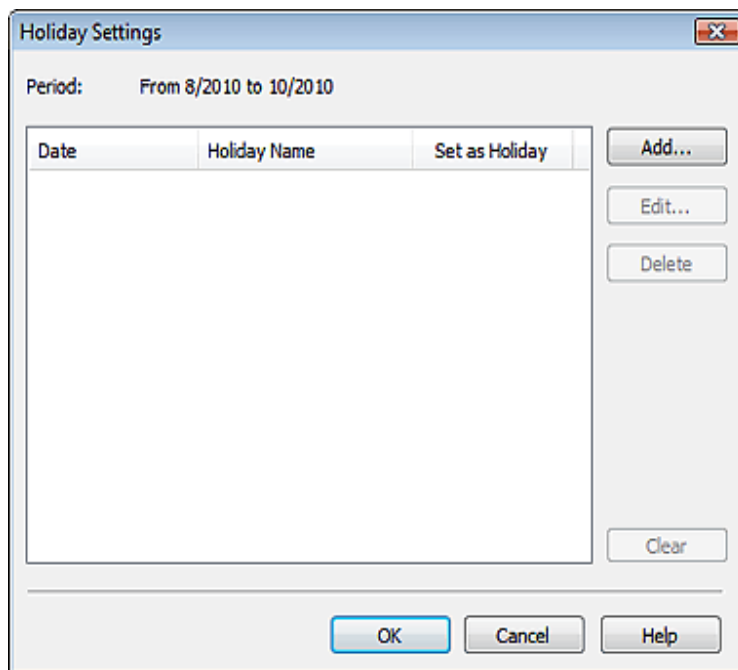 Holiday Settings
Period: From 8/2010 to 10/2010
Date Holiday Name Set as Holiday
Add...
Edit...
Delete
Clear
OK Cancel Help